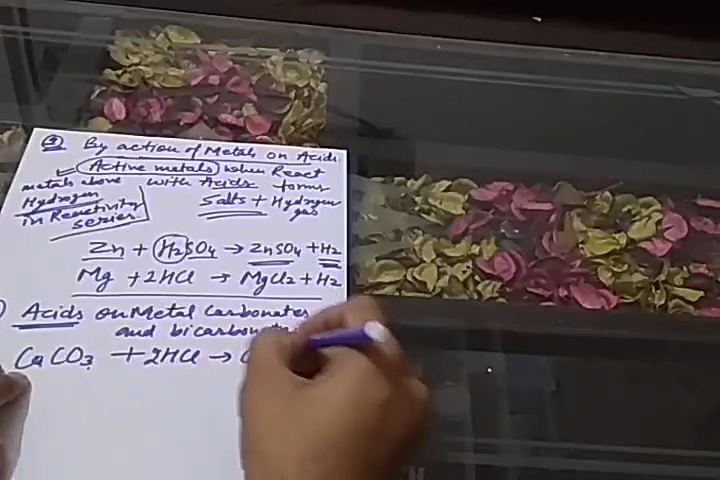 ② By action of Metals on Acids
✓ Active metals when React
metals above with Acids forms
Hydrogen Salts + Hydrogen
in Reactivity gas
series
Zn + H₂SO₄ → ZnSO₄ + H₂
Mg + 2HCl → MgCl₂ + H₂
Acids on Metal Carbonates
and bicarbonat
CaCO₃ + 2HCl → C